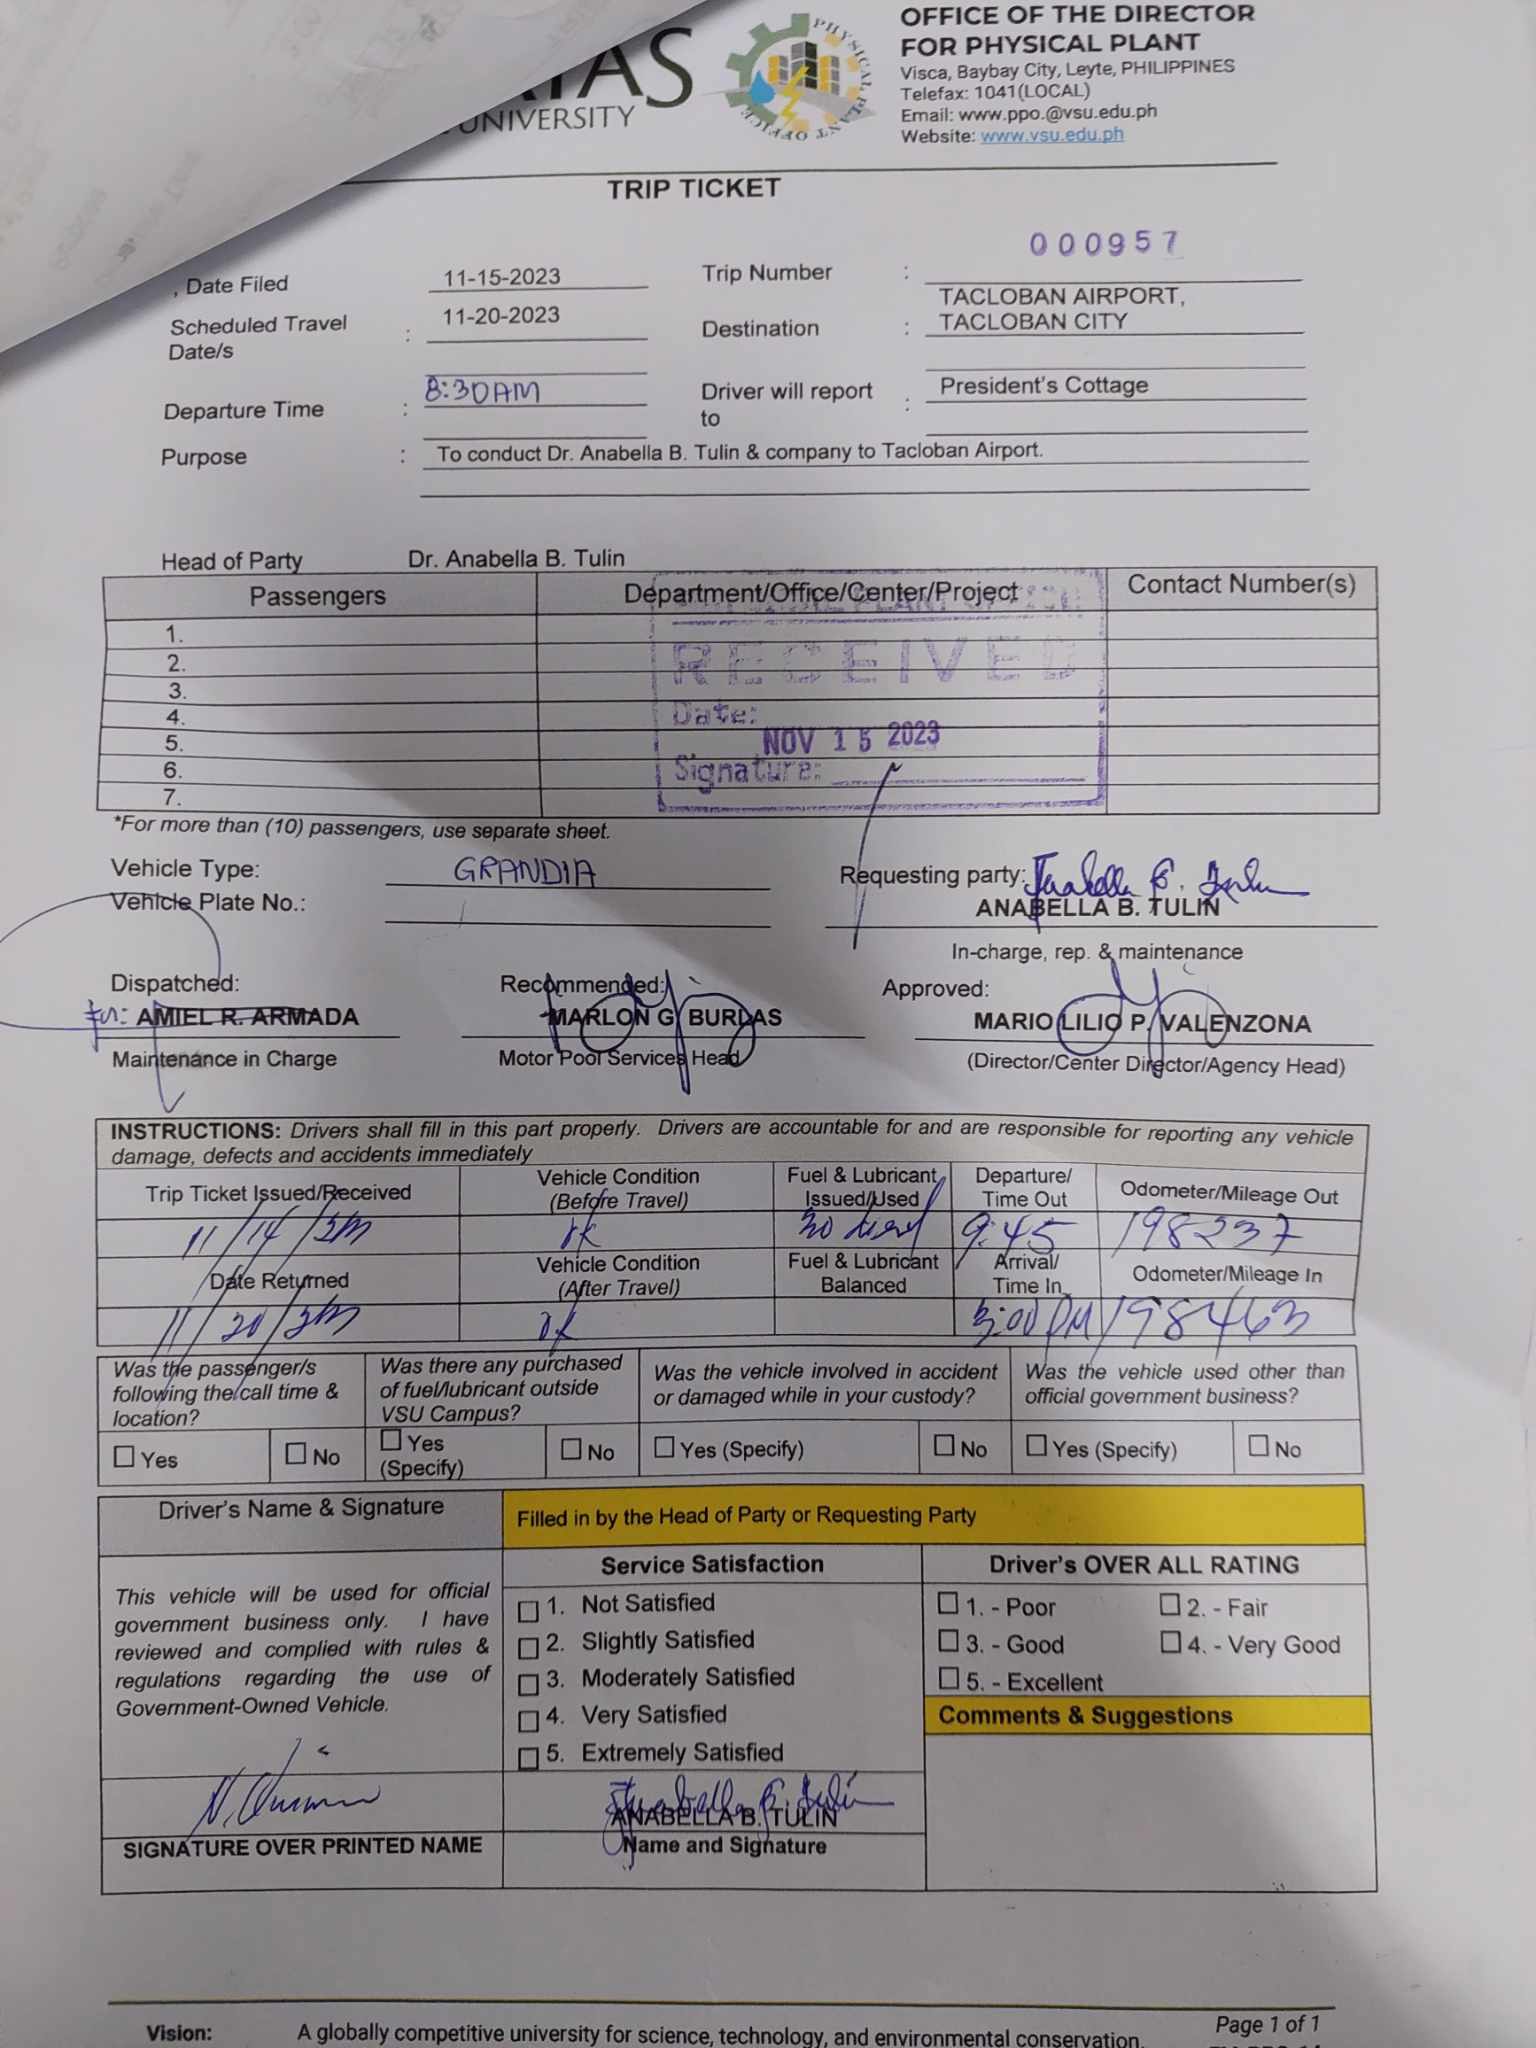 UNIVERSITY
PHYSICAL PLANT OFFICE
OFFICE OF THE DIRECTOR
FOR PHYSICAL PLANT
Visca, Baybay City, Leyte, PHILIPPINES
Telefax: 1041(LOCAL)
Email: www.ppo.@vsu.edu.ph
Website: www.vsu.edu.ph
TRIP TICKET
000957
, Date Filed 11-15-2023 Trip Number :
Scheduled Travel Date/s : 11-20-2023 Destination : TACLOBAN AIRPORT, TACLOBAN CITY
Departure Time : 8:30AM Driver will report to : President's Cottage
Purpose : To conduct Dr. Anabella B. Tulin & company to Tacloban Airport.
Head of Party Dr. Anabella B. Tulin
Passengers Department/Office/Center/Project Contact Number(s)
1.
2.
3.
4.
5.
6.
7.
RECEIVED
Date: NOV 15 2023
Signature:
*For more than (10) passengers, use separate sheet.
Vehicle Type: GRANDIA Requesting party:
Vehicle Plate No.: ANABELLA B. TULIN
In-charge, rep. & maintenance
Dispatched: Recommended: Approved:
for: AMIEL R. ARMADA MARLON G. BURLAS MARIO LILIO P. VALENZONA
Maintenance in Charge Motor Pool Services Head (Director/Center Director/Agency Head)
INSTRUCTIONS: Drivers shall fill in this part properly. Drivers are accountable for and are responsible for reporting any vehicle
damage, defects and accidents immediately
Trip Ticket Issued/Received Vehicle Condition (Before Travel) Fuel & Lubricant Issued/Used Departure/ Time Out Odometer/Mileage Out
11/14/ OK 30 9:45 198237
Date Returned Vehicle Condition (After Travel) Fuel & Lubricant Balanced Arrival/ Time In Odometer/Mileage In
11/20/ OK 3:00 PM 198463
Was the passenger/s following the call time & location? Was there any purchased of fuel/lubricant outside VSU Campus? Was the vehicle involved in accident or damaged while in your custody? Was the vehicle used other than official government business?
Yes No Yes (Specify) No Yes (Specify) No Yes (Specify) No
Driver's Name & Signature Filled in by the Head of Party or Requesting Party
Service Satisfaction Driver's OVER ALL RATING
This vehicle will be used for official
government business only. I have
reviewed and complied with rules &
regulations regarding the use of
Government-Owned Vehicle.
1. Not Satisfied
2. Slightly Satisfied
3. Moderately Satisfied
4. Very Satisfied
5. Extremely Satisfied
1. - Poor 2. - Fair
3. - Good 4. - Very Good
5. - Excellent
Comments & Suggestions
ANABELLA B. TULIN
SIGNATURE OVER PRINTED NAME Name and Signature
Vision: A globally competitive university for science, technology, and environmental conservation.
Page 1 of 1